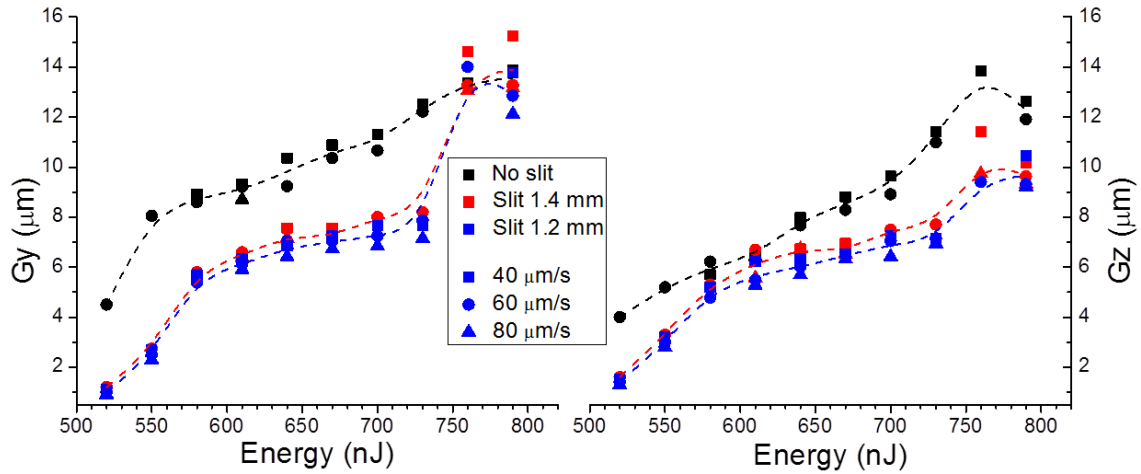 16
14
12
10
8
6
4
2
Gy (μm)
500 550 600 650 700 750 800
Energy (nJ)
No slit
Slit 1.4 mm
Slit 1.2 mm
40 μm/s
60 μm/s
80 μm/s
500 550 600 650 700 750 800
Energy (nJ)
16
14
12
10
8
6
4
2
Gz (μm)